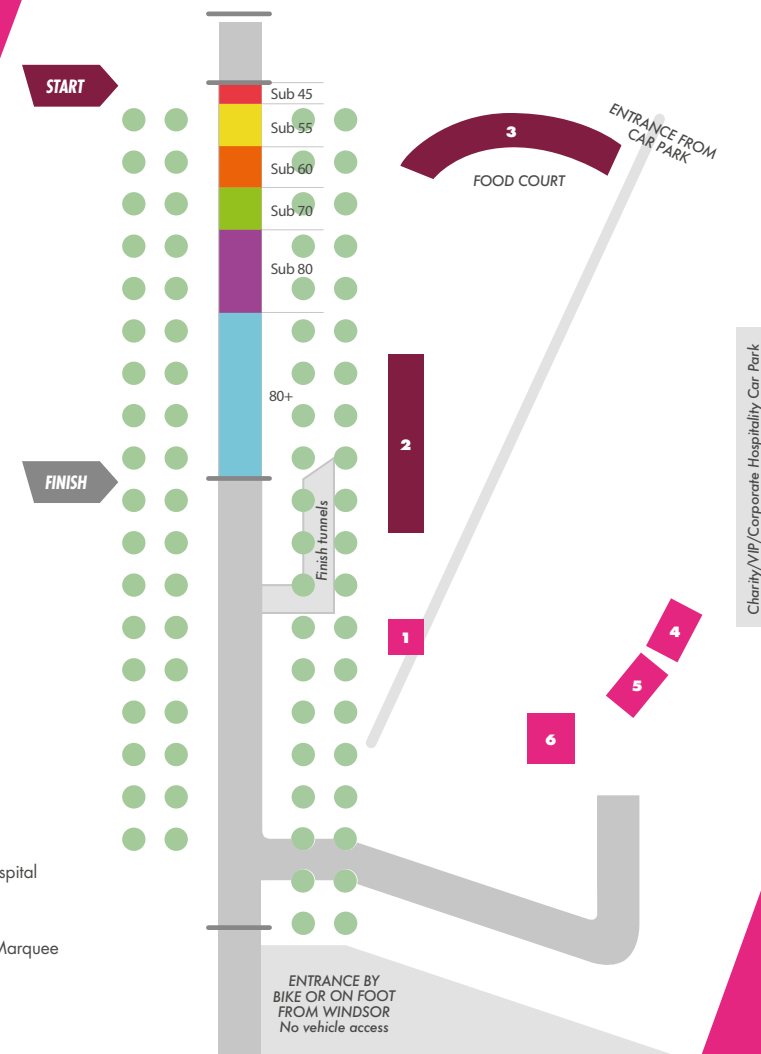 START
Sub 45
Sub 55
Sub 60
Sub 70
Sub 80
80+
3
FOOD COURT
ENTRANCE FROM
CAR PARK
Charity/VIP/Corporate Hospitality Car Park
2
FINISH
Finish tunnels
1
4
5
6
spital
Marquee
ENTRANCE BY
BIKE OR ON FOOT
FROM WINDSOR
No vehicle access